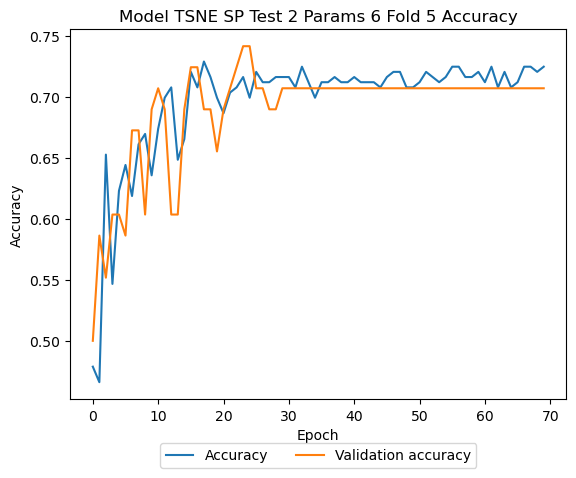 Model TSNE SP Test 2 Params 6 Fold 5 Accuracy
0.75
0.70
0.65
0.60
0.55
0.50
Accuracy
0 10 20 30 40 50 60 70
Epoch
Accuracy Validation accuracy